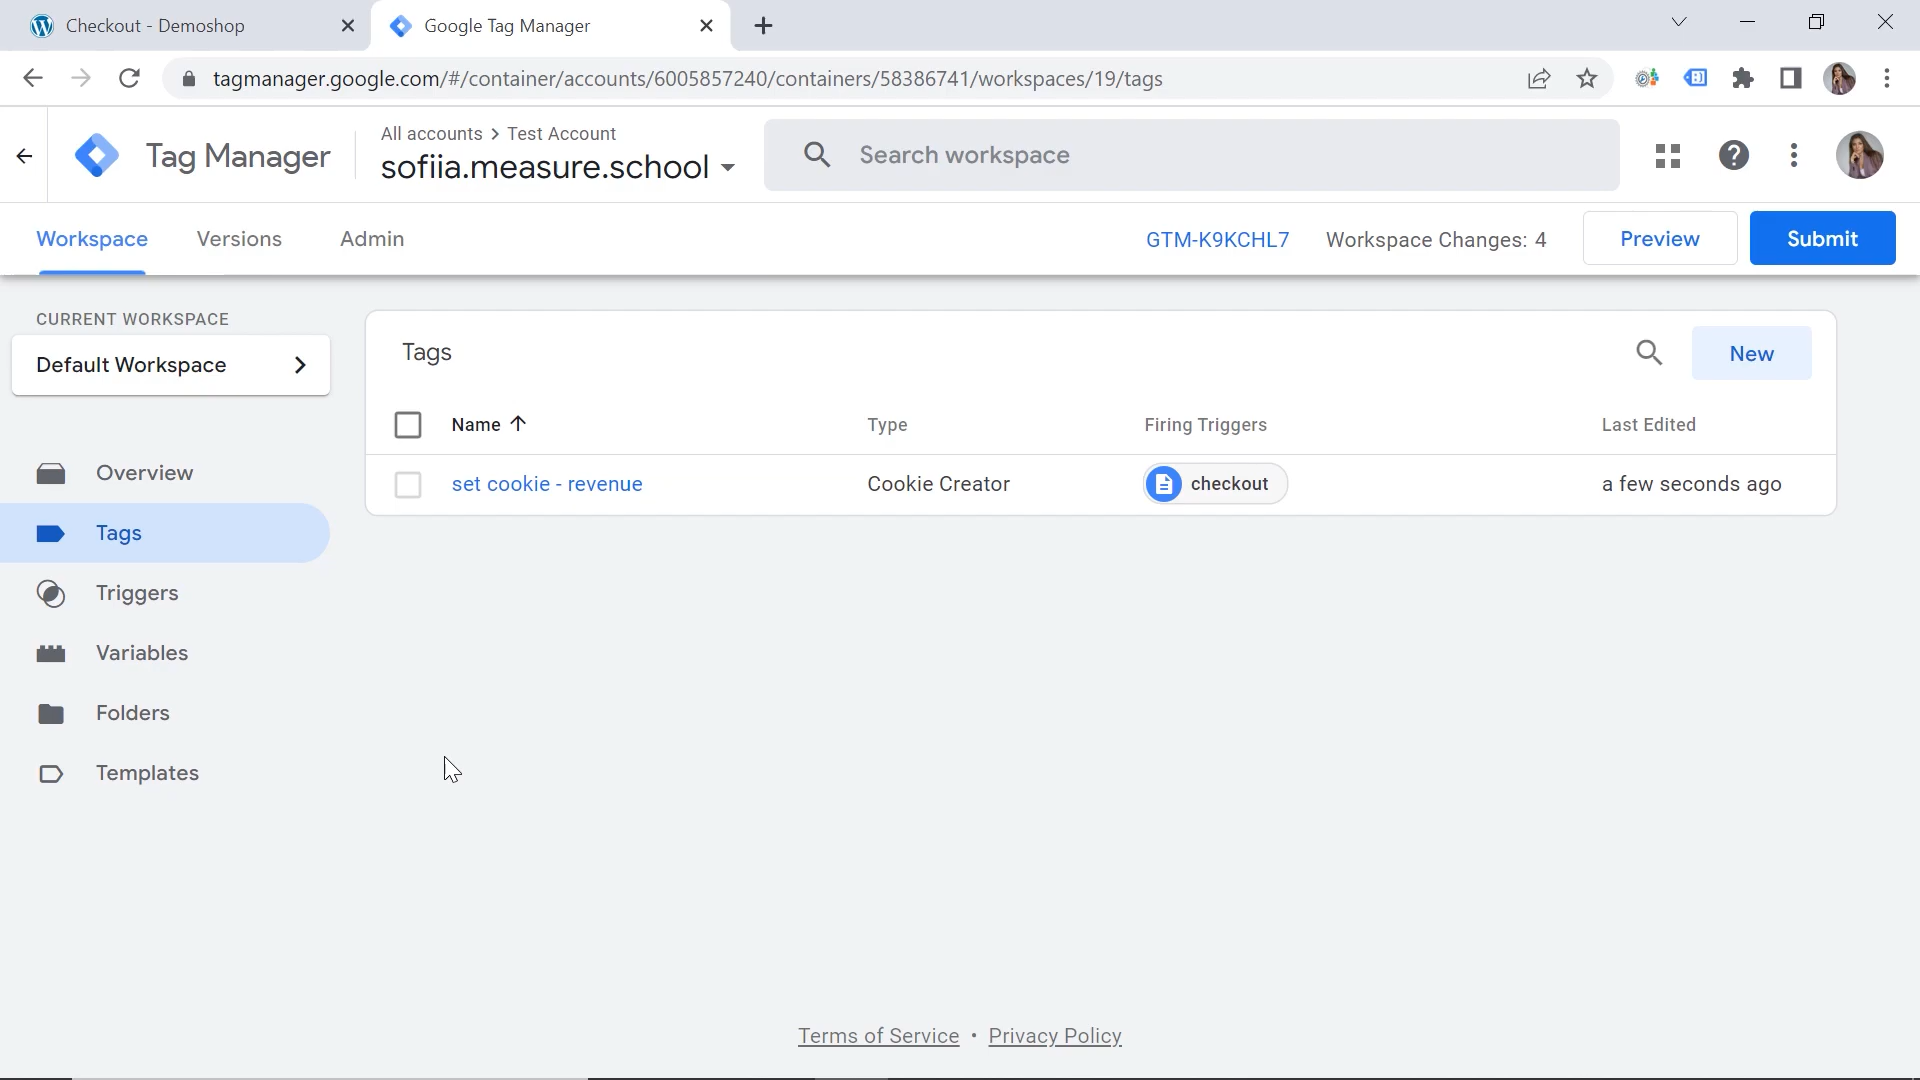 Checkout - Demoshop
Google Tag Manager
tagmanager.google.com/#/container/accounts/6005857240/containers/58386741/workspaces/19/tags
Tag Manager
All accounts > Test Account
sofiia.measure.school
Search workspace
Workspace
Versions
Admin
GTM-K9KCHL7
Workspace Changes: 4
Preview
Submit
CURRENT WORKSPACE
Default Workspace
Overview
Tags
Triggers
Variables
Folders
Templates
Tags
New
Name
Type
Firing Triggers
Last Edited
set cookie - revenue
Cookie Creator
checkout
a few seconds ago
Terms of Service • Privacy Policy